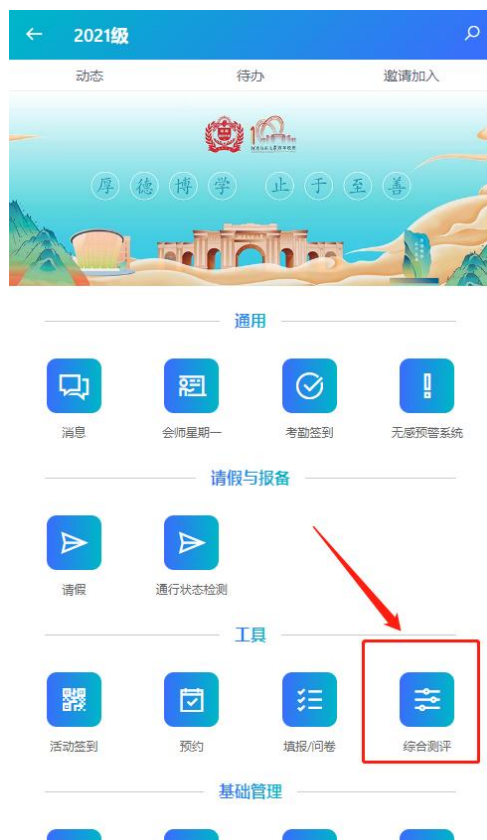 2021级
动态 待办 邀请加入
厚德博学 止于至善
通用
消息 会师星期一 考勤签到 无感预警系统
请假与报备
请假 通行状态检测
工具
活动签到 预约 填报/问卷 综合测评
基础管理